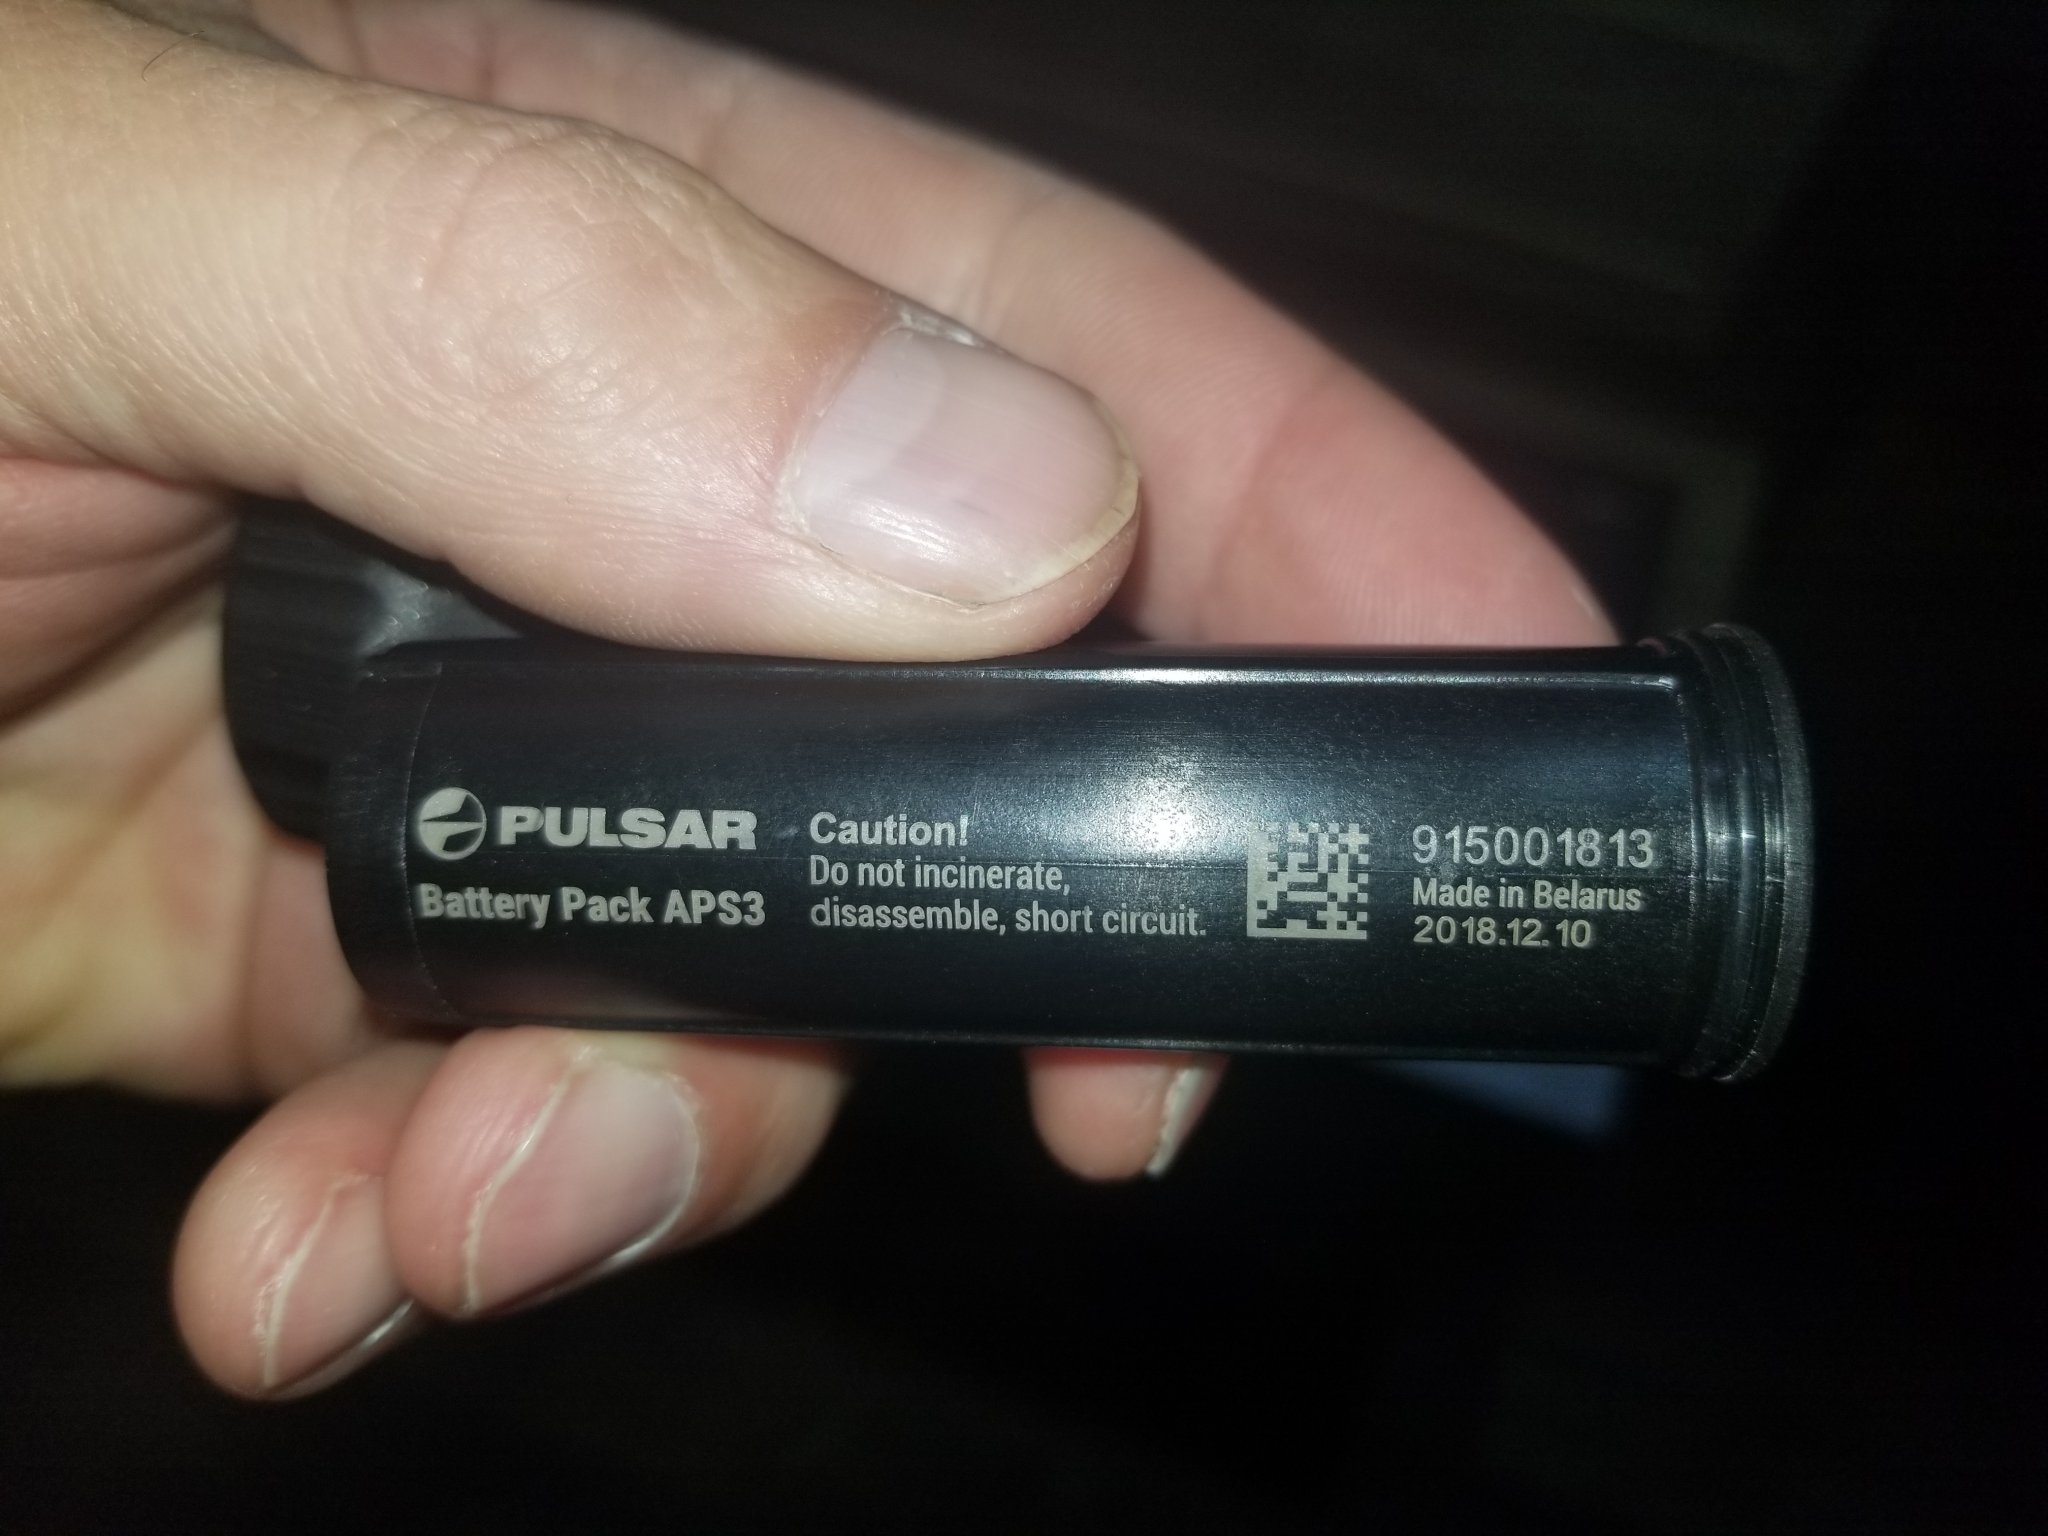 PULSAR
Battery Pack APS3
Caution!
Do not incinerate,
disassemble, short circuit.
915001813
Made in Belarus
2018.12.10